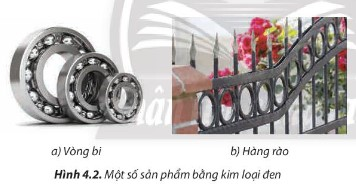 a) Vòng bi
b) Hàng rào
Hình 4.2. Một số sản phẩm bằng kim loại đen